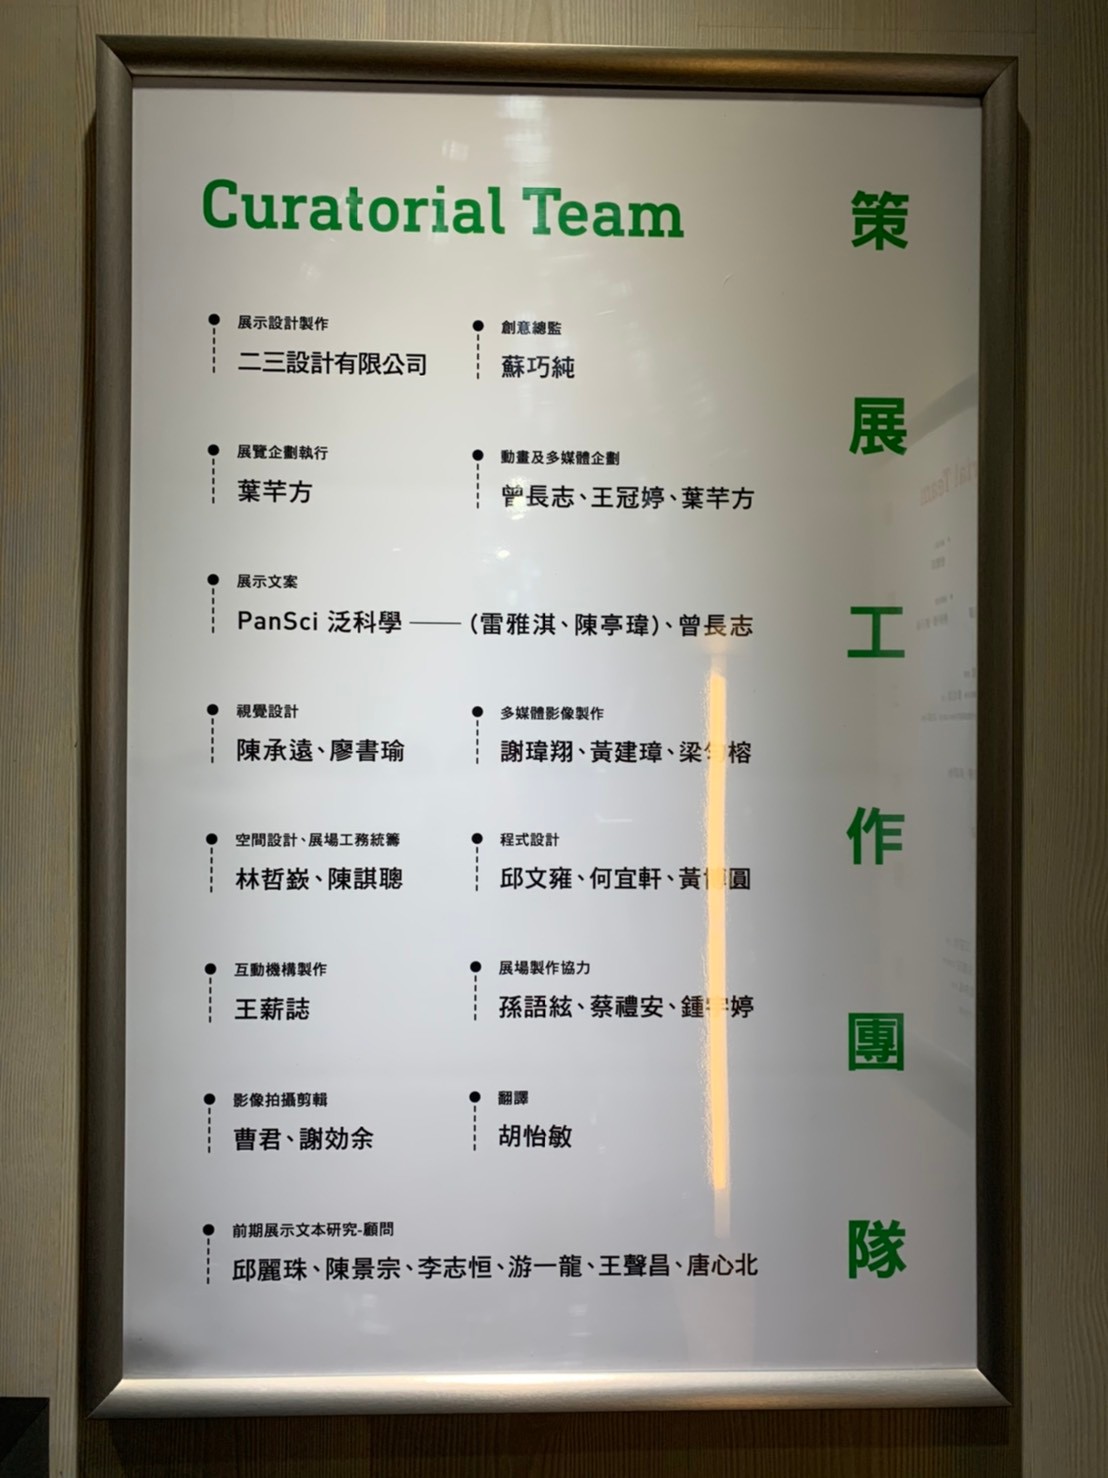 Curatorial Team
策展工作團隊
展示設計製作
二三設計有限公司
創意總監
蘇巧純
展覽企劃執行
葉芊方
動畫及多媒體企劃
曾長志、王冠婷、葉芊方
展示文案
PanSci 泛科學——(雷雅淇、陳亭瑋)、曾長志
視覺設計
陳承遠、廖書瑜
多媒體影像製作
謝瑋翔、黃建璋、梁勻榕
空間設計、展場工務統籌
林哲嶔、陳諆聰
程式設計
邱文雍、何宜軒、黃博圓
互動機構製作
王薪誌
展場製作協力
孫語絃、蔡禮安、鍾宇婷
影像拍攝剪輯
曹君、謝効余
翻譯
胡怡敏
前期展示文本研究-顧問
邱麗珠、陳景宗、李志恒、游一龍、王聲昌、唐心北